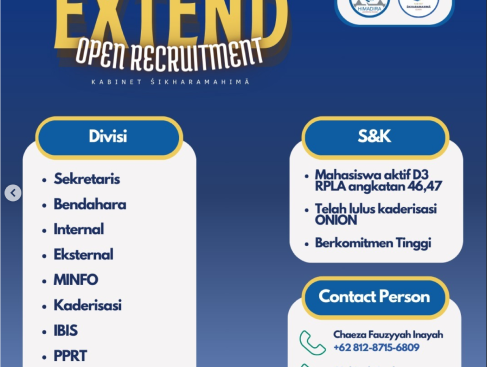 EXTEND
OPEN RECRUITMENT
KABINET ŚIKHARAMAHIMĀ
HIMADIRA
Divisi
Sekretaris
Bendahara
Internal
Eksternal
MINFO
Kaderisasi
IBIS
PPRT
S&K
Mahasiswa aktif D3
RPLA angkatan 46,47
Telah lulus kaderisasi
ONION
Berkomitmen Tinggi
Contact Person
Chaeza Fauzyyah Inayah
+62 812-8715-6809